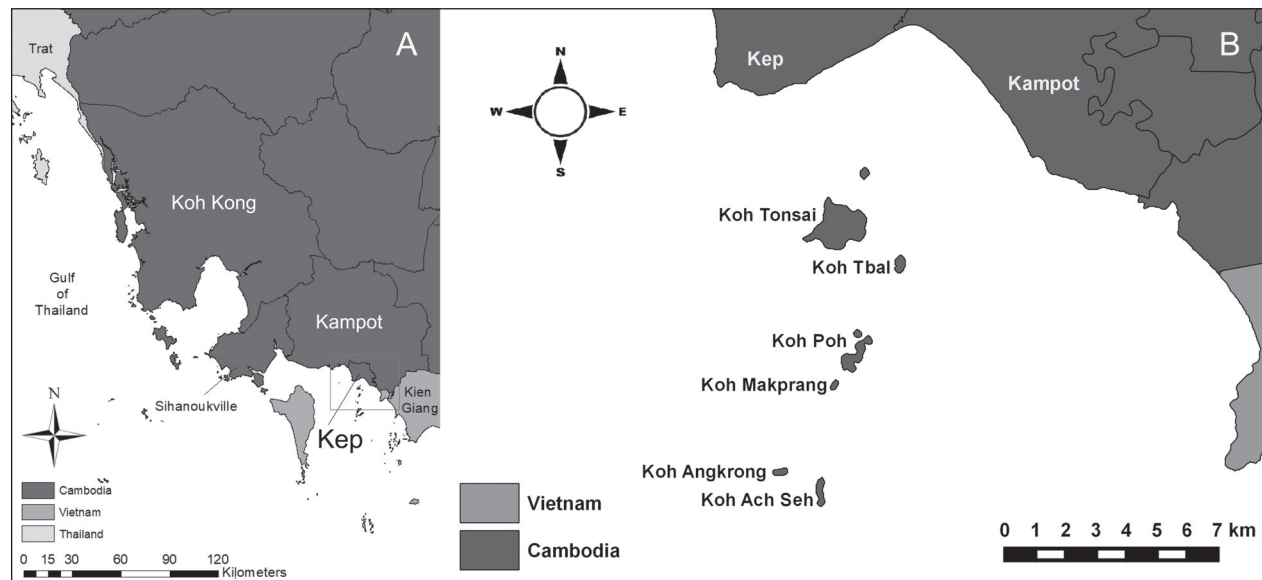 A
Trat
Koh Kong
Gulf
of
Thailand
Kampot
Sihanoukville
Kien
Giang
Kep
N
Cambodia
Vietnam
Thailand
0 15 30 60 90 120
Kilometers
B
Kep
Kampot
N
W E
S
Koh Tonsai
Koh Tbal
Koh Poh
Koh Makprang
Koh Angkrong
Koh Ach Seh
Vietnam
Cambodia
0 1 2 3 4 5 6 7 km